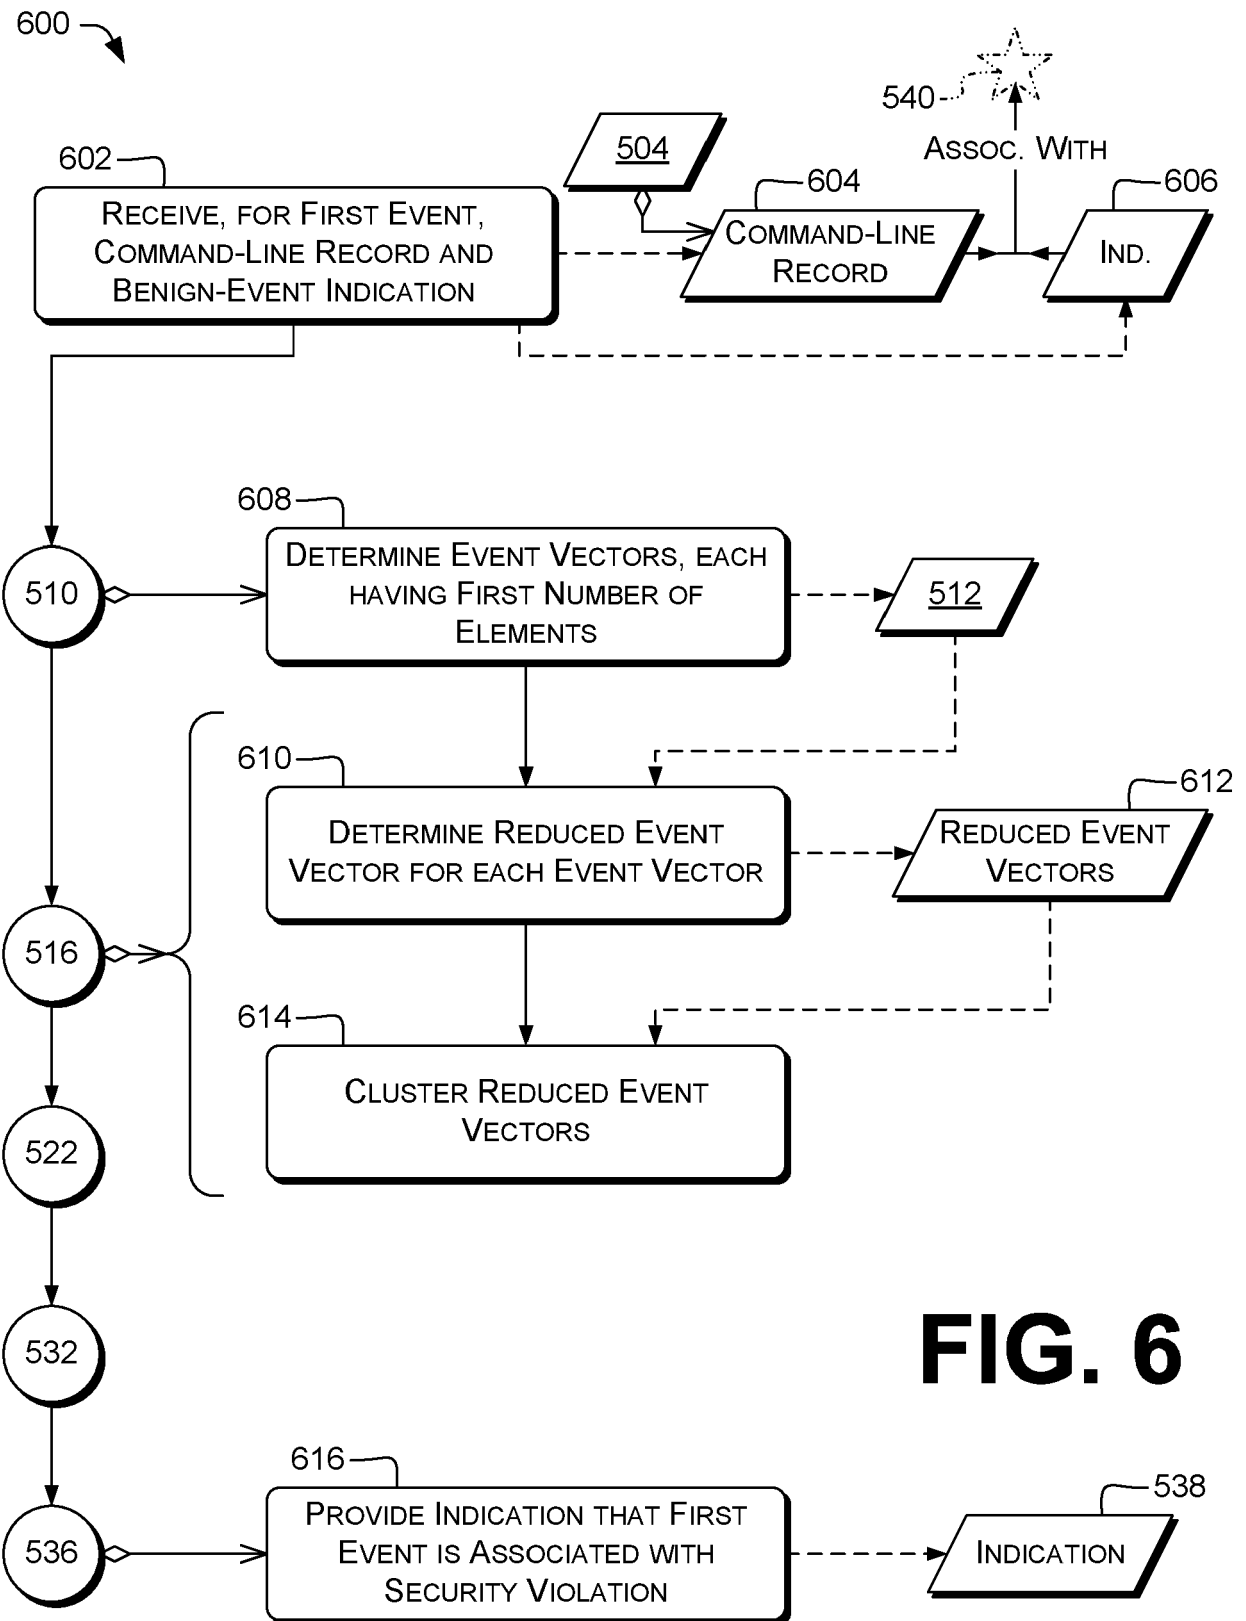 600
540
504
ASSOC. WITH
602
604
606
RECEIVE, FOR FIRST EVENT,
COMMAND-LINE RECORD AND
BENIGN-EVENT INDICATION
COMMAND-LINE
RECORD
IND.
608
510
DETERMINE EVENT VECTORS, EACH
HAVING FIRST NUMBER OF
ELEMENTS
512
610
612
DETERMINE REDUCED EVENT
VECTOR FOR EACH EVENT VECTOR
REDUCED EVENT
VECTORS
516
614
CLUSTER REDUCED EVENT
VECTORS
522
532
FIG. 6
616
538
536
PROVIDE INDICATION THAT FIRST
EVENT IS ASSOCIATED WITH
SECURITY VIOLATION
INDICATION